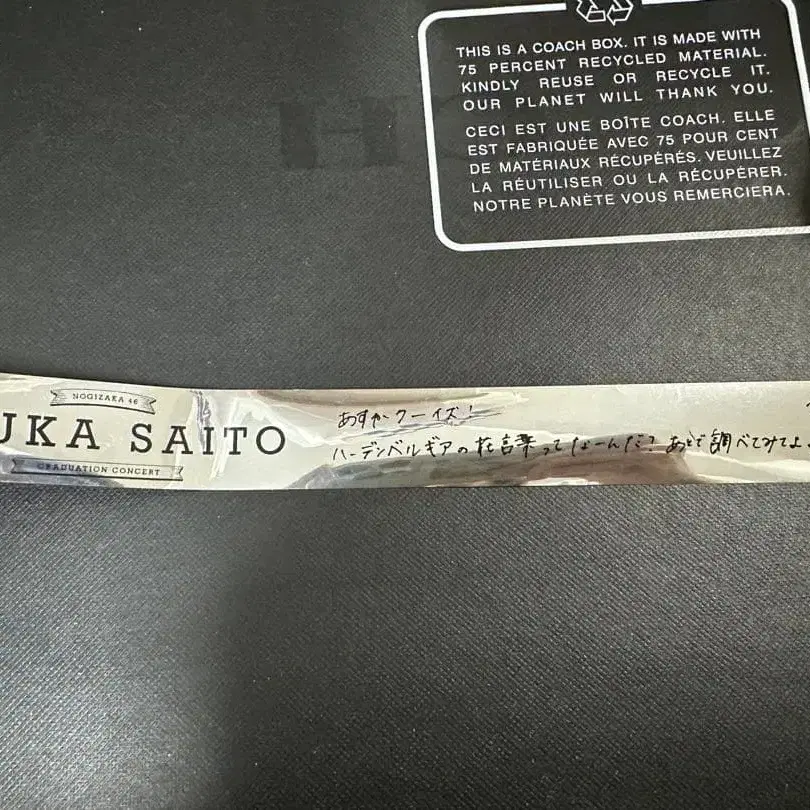 THIS IS A COACH BOX. IT IS MADE WITH
75 PERCENT RECYCLED MATERIAL.
KINDLY REUSE OR RECYCLE IT.
OUR PLANET WILL THANK YOU.
CECI EST UNE BOÎTE COACH. ELLE
EST FABRIQUÉE AVEC 75 POUR CENT
DE MATÉRIAUX RÉCUPÉRÉS. VEUILLEZ
LA RÉUTILISER OU LA RÉCUPÉRER.
NOTRE PLANÈTE VOUS REMERCIERA.
NOGIZAKA 46
UKA SAITO
GRADUATION CONCERT
あすかクーイズ!
ハーデンベルギアの花言葉ってなーんだ? あとで調べてみてよ